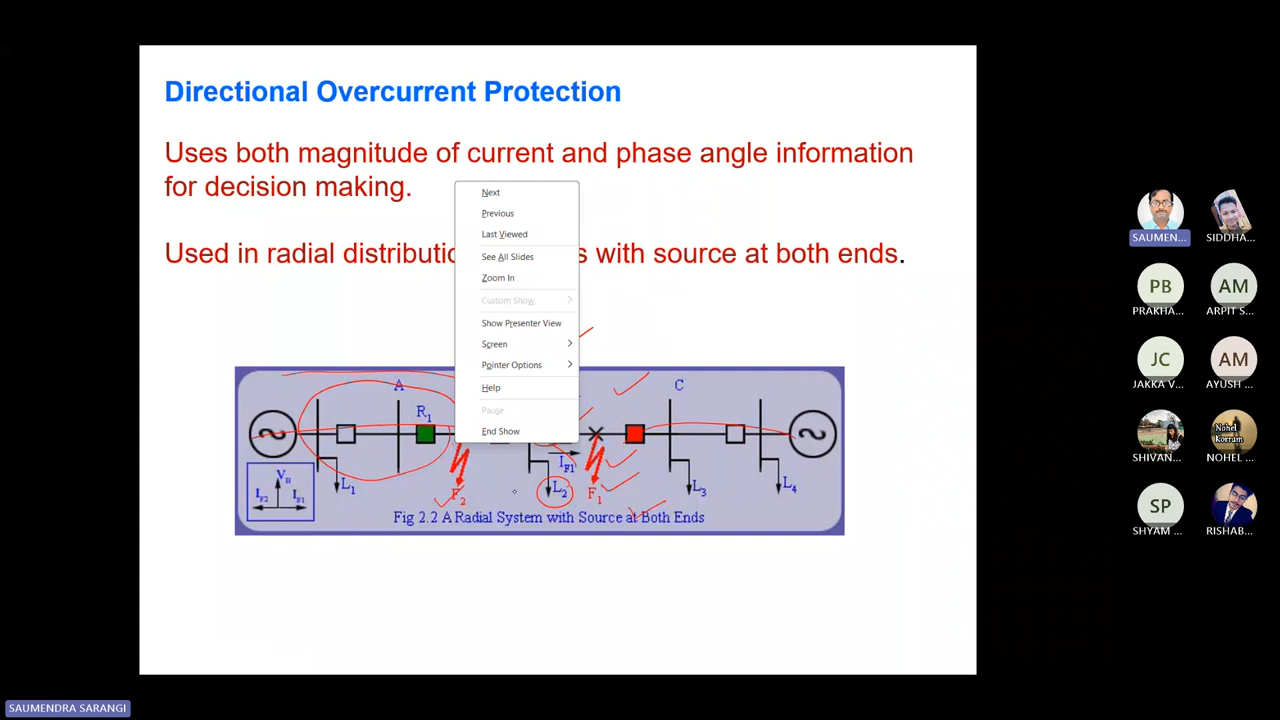 Directional Overcurrent Protection
Uses both magnitude of current and phase angle information
for decision making.
Used in radial distributio s with source at both ends.
Next
Previous
Last Viewed
See All Slides
Zoom In
Custom Show
Show Presenter View
Screen
Pointer Options
Help
Pause
End Show
A
C
R1
IF1
VB
IF2 IF1
L1
F2
L2
F1
L3
L4
Fig 2.2 A Radial System with Source at Both Ends
SAUMEN... SIDDHA...
PB AM
PRAKHA... ARPIT S...
JC AM
JAKKA V... AYUSH ...
Nohel
Korram
SHIVAN... NOHEL ...
SP
SHYAM ... RISHAB...
SAUMENDRA SARANGI